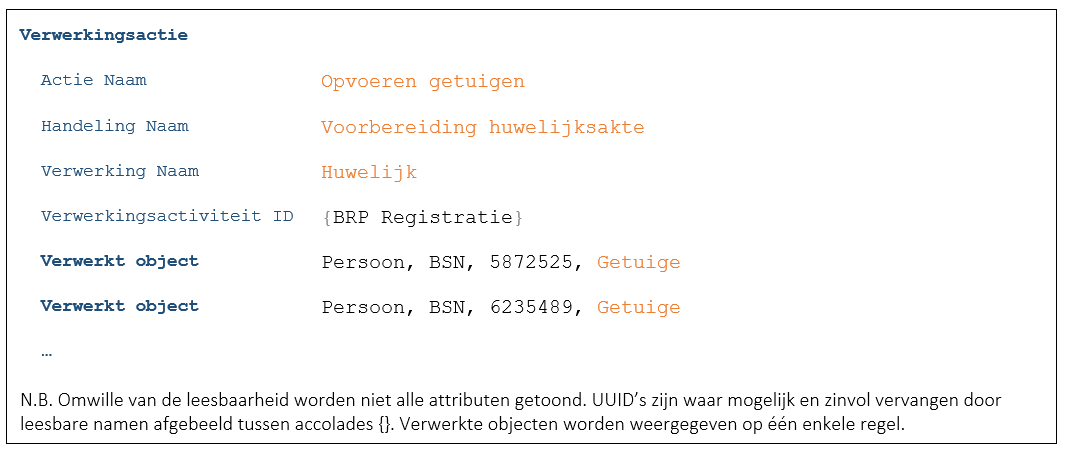 Verwerkingsactie
Actie Naam Opvoeren getuigen
Handeling Naam Voorbereiding huwelijksakte
Verwerking Naam Huwelijk
Verwerkingsactiviteit ID {BRP Registratie}
Verwerkt object Persoon, BSN, 5872525, Getuige
Verwerkt object Persoon, BSN, 6235489, Getuige
…
N.B. Omwille van de leesbaarheid worden niet alle attributen getoond. UUID’s zijn waar mogelijk en zinvol vervangen door
leesbare namen afgebeeld tussen accolades {}. Verwerkte objecten worden weergegeven op één enkele regel.